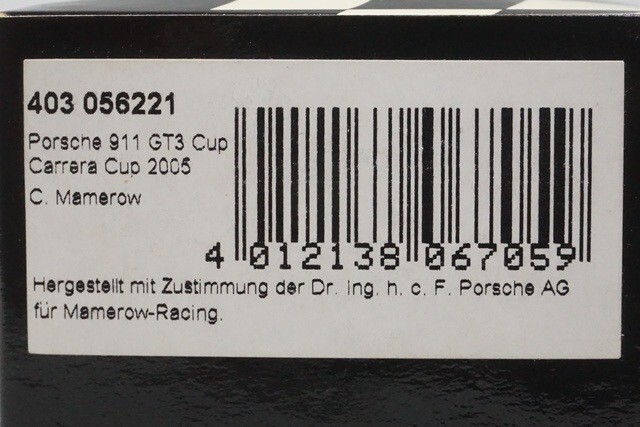 403 056221
Porsche 911 GT3 Cup
Carrera Cup 2005
C. Mamerow
4 012138 067059
Hergestellt mit Zustimmung der Dr. Ing. h. c. F. Porsche AG
für Mamerow-Racing.